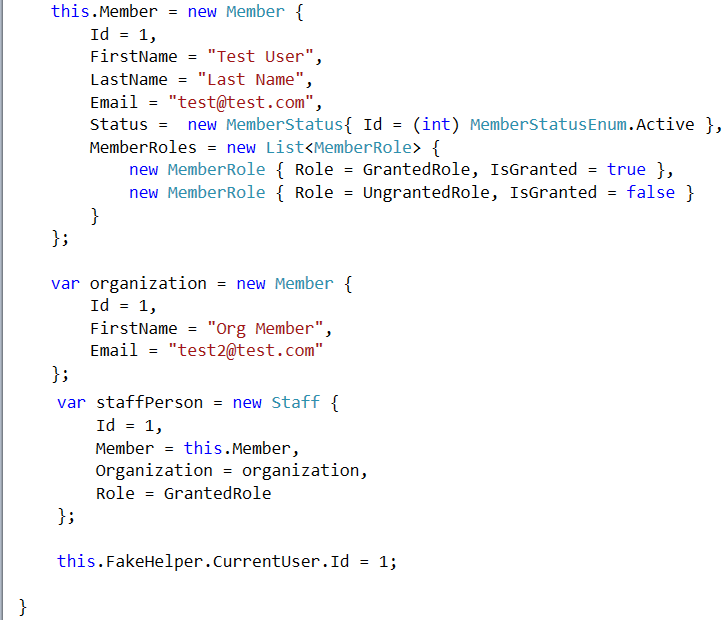 this.Member = new Member {
Id = 1,
FirstName = "Test User",
LastName = "Last Name",
Email = "test@test.com",
Status =  new MemberStatus{ Id = (int) MemberStatusEnum.Active },
MemberRoles = new List<MemberRole> {
new MemberRole { Role = GrantedRole, IsGranted = true },
new MemberRole { Role = UngrantedRole, IsGranted = false }
}
};
var organization = new Member {
Id = 1,
FirstName = "Org Member",
Email = "test2@test.com"
};
var staffPerson = new Staff {
Id = 1,
Member = this.Member,
Organization = organization,
Role = GrantedRole
};
this.FakeHelper.CurrentUser.Id = 1;
}